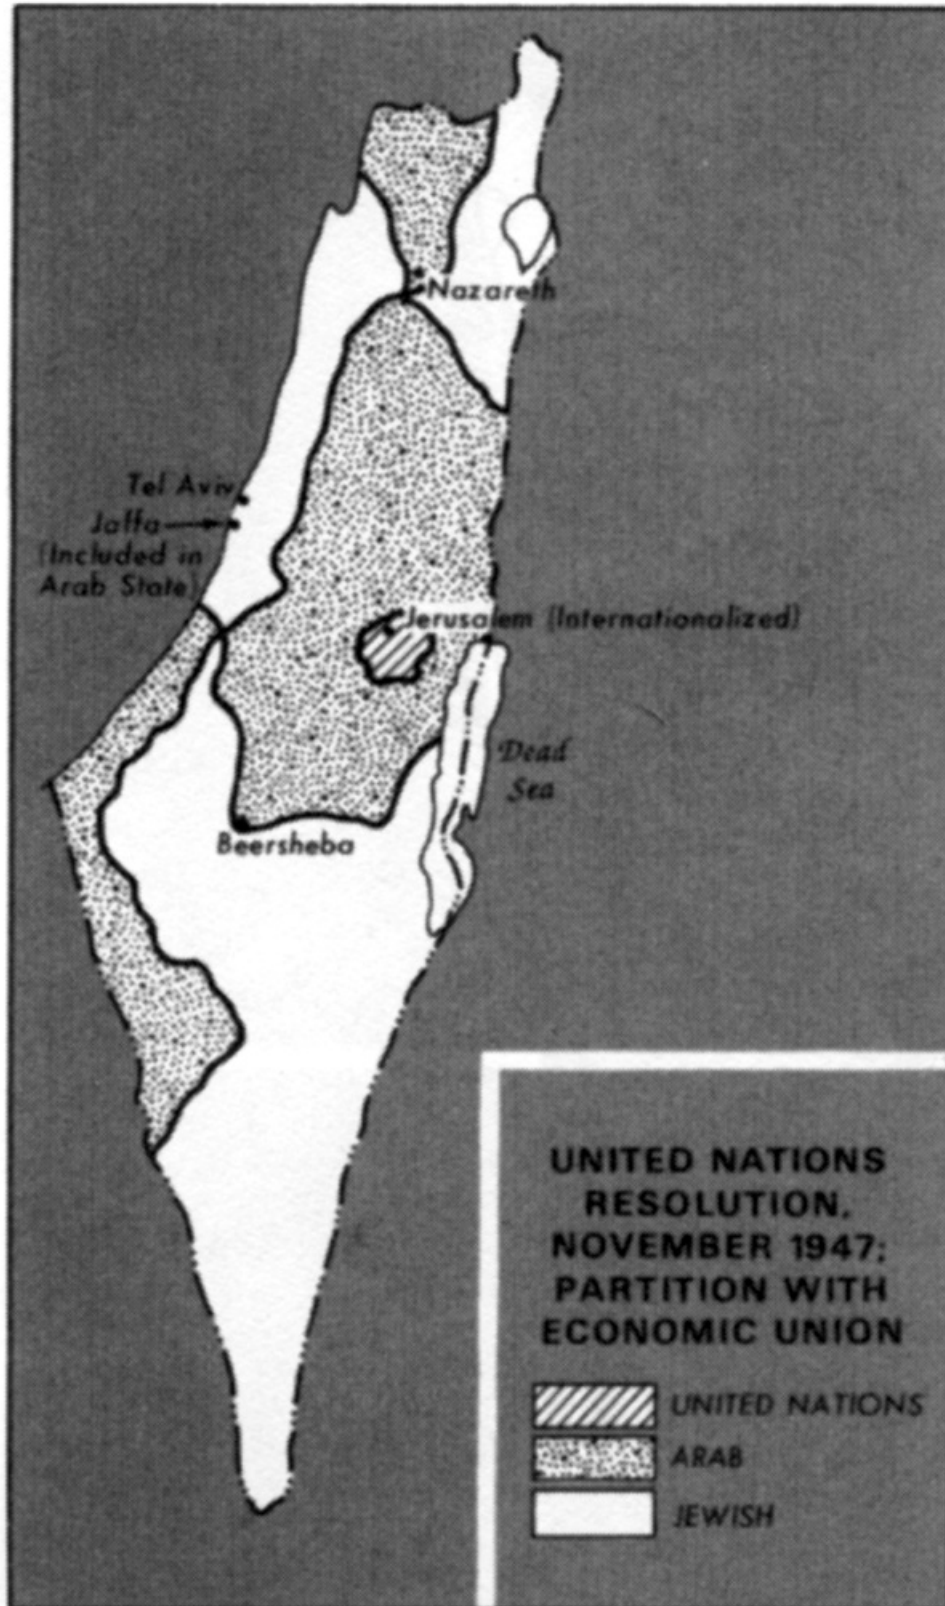 Nazareth
Tel Aviv
Jaffa
(Included in
Arab State)
Jerusalem (Internationalized)
Dead
Sea
Beersheba
UNITED NATIONS
RESOLUTION,
NOVEMBER 1947:
PARTITION WITH
ECONOMIC UNION
UNITED NATIONS
ARAB
JEWISH